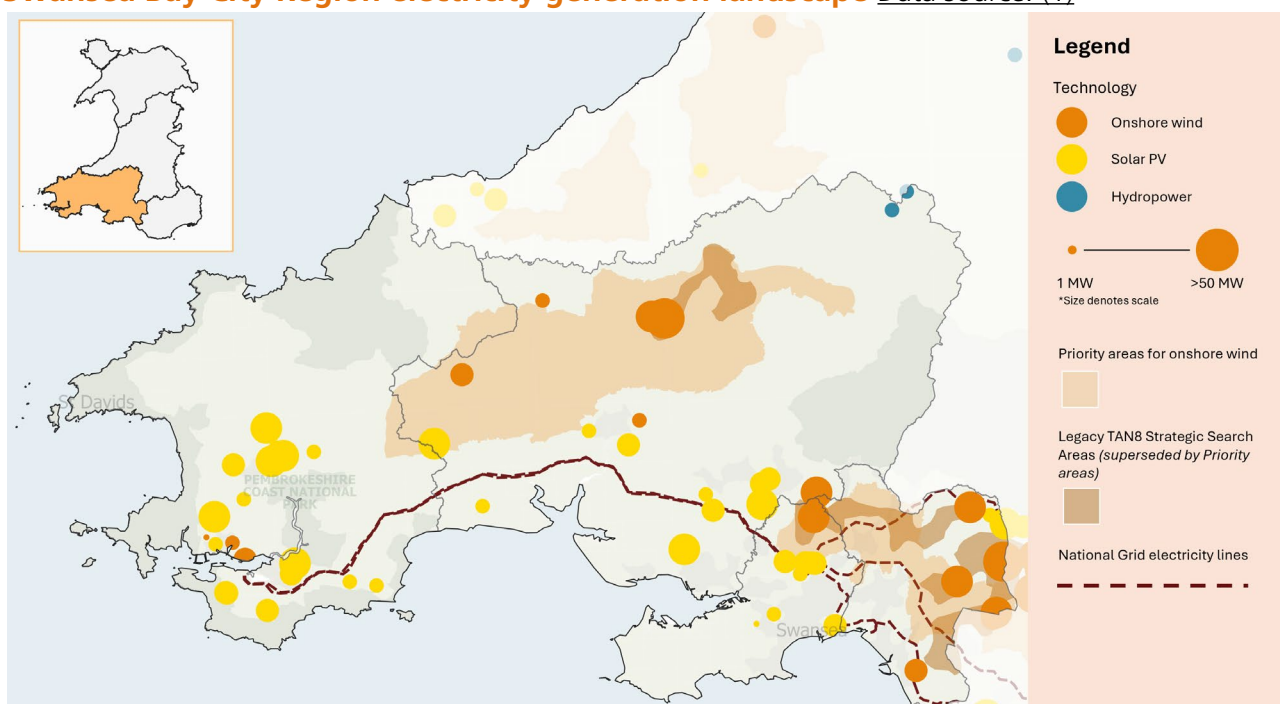 Swansea Bay City Region electricity generation landscape Data source: (1)
Legend
Technology
Onshore wind
Solar PV
Hydropower
1 MW >50 MW
*Size denotes scale
Priority areas for onshore wind
Legacy TAN8 Strategic Search
Areas (superseded by Priority
areas)
National Grid electricity lines
St Davids
PEMBROKESHIRE
COAST NATIONAL
PARK
Swansea